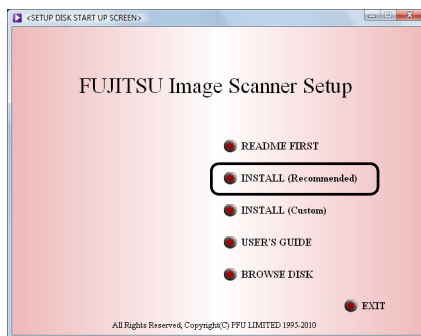 <SETUP DISK START UP SCREEN>
FUJITSU Image Scanner Setup
README FIRST
INSTALL (Recommended)
INSTALL (Custom)
USER'S GUIDE
BROWSE DISK
EXIT
All Rights Reserved, Copyright(C) PFU LIMITED 1995-2010